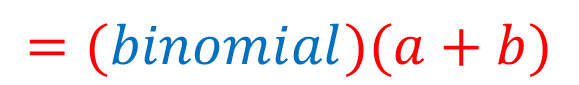 = (binomial)(a + b)